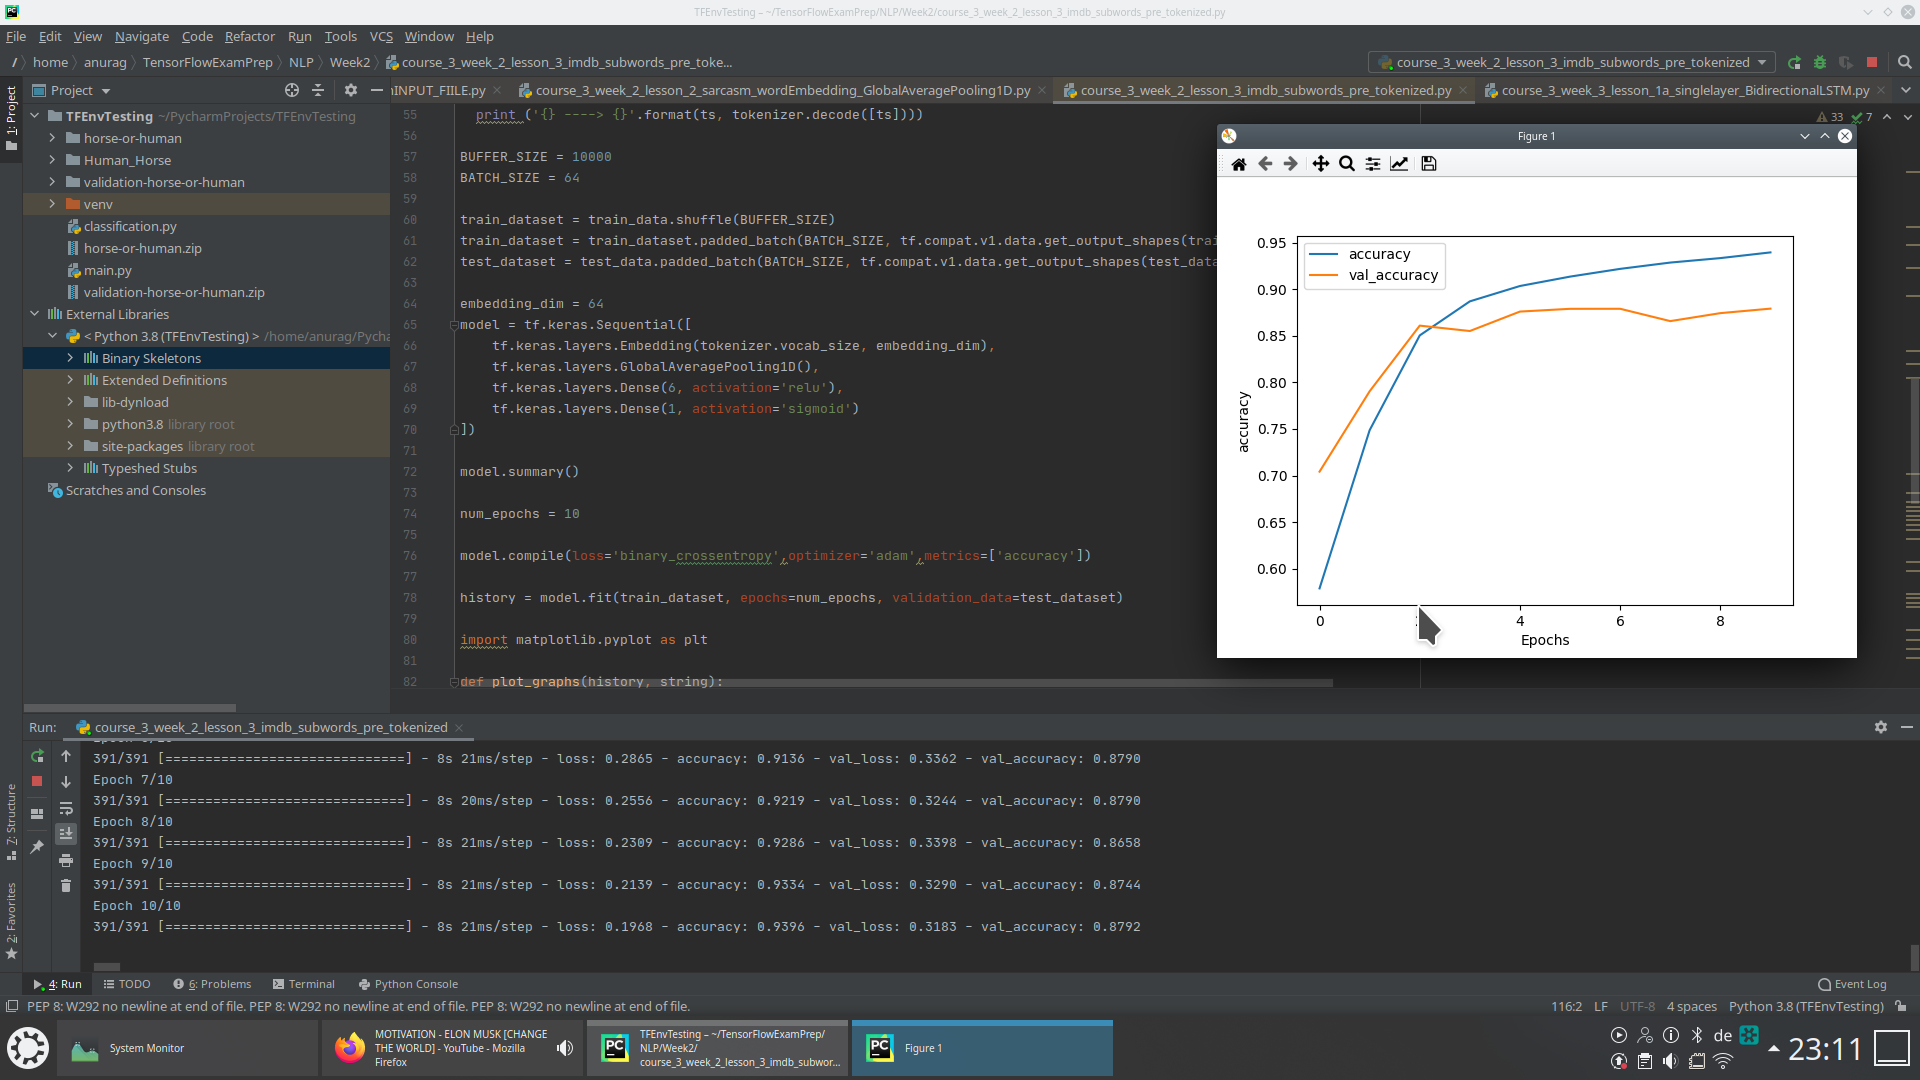 TFEnvTesting – ~/TensorFlowExamPrep/NLP/Week2/course_3_week_2_lesson_3_imdb_subwords_pre_tokenized.py
File Edit View Navigate Code Refactor Run Tools VCS Window Help
/ home anurag TensorFlowExamPrep NLP Week2 course_3_week_2_lesson_3_imdb_subwords_pre_toke...
course_3_week_2_lesson_3_imdb_subwords_pre_tokenized
Project
INPUT_FIILE.py
course_3_week_2_lesson_2_sarcasm_wordEmbedding_GlobalAveragePooling1D.py
course_3_week_2_lesson_3_imdb_subwords_pre_tokenized.py
course_3_week_3_lesson_1a_singlelayer_BidirectionalLSTM.py
1: Project
TFEnvTesting ~/PycharmProjects/TFEnvTesting
horse-or-human
Human_Horse
validation-horse-or-human
venv
classification.py
horse-or-human.zip
main.py
validation-horse-or-human.zip
External Libraries
< Python 3.8 (TFEnvTesting) > /home/anurag/Pycha
Binary Skeletons
Extended Definitions
lib-dynload
python3.8 library root
site-packages library root
Typeshed Stubs
Scratches and Consoles
33 7
55 print ('{} ----> {}'.format(ts, tokenizer.decode([ts])))
56
57 BUFFER_SIZE = 10000
58 BATCH_SIZE = 64
59
60 train_dataset = train_data.shuffle(BUFFER_SIZE)
61 train_dataset = train_dataset.padded_batch(BATCH_SIZE, tf.compat.v1.data.get_output_shapes(trai
62 test_dataset = test_data.padded_batch(BATCH_SIZE, tf.compat.v1.data.get_output_shapes(test_data
63
64 embedding_dim = 64
65 model = tf.keras.Sequential([
66 tf.keras.layers.Embedding(tokenizer.vocab_size, embedding_dim),
67 tf.keras.layers.GlobalAveragePooling1D(),
68 tf.keras.layers.Dense(6, activation='relu'),
69 tf.keras.layers.Dense(1, activation='sigmoid')
70 ])
71
72 model.summary()
73
74 num_epochs = 10
75
76 model.compile(loss='binary_crossentropy',optimizer='adam',metrics=['accuracy'])
77
78 history = model.fit(train_dataset, epochs=num_epochs, validation_data=test_dataset)
79
80 import matplotlib.pyplot as plt
81
82 def plot_graphs(history, string):
Figure 1
accuracy
val_accuracy
0.95
0.90
0.85
0.80
0.75
0.70
0.65
0.60
accuracy
0 4 6 8
Epochs
Run: course_3_week_2_lesson_3_imdb_subwords_pre_tokenized
391/391 [==============================] - 8s 21ms/step - loss: 0.2865 - accuracy: 0.9136 - val_loss: 0.3362 - val_accuracy: 0.8790
Epoch 7/10
391/391 [==============================] - 8s 20ms/step - loss: 0.2556 - accuracy: 0.9219 - val_loss: 0.3244 - val_accuracy: 0.8790
Epoch 8/10
391/391 [==============================] - 8s 21ms/step - loss: 0.2309 - accuracy: 0.9286 - val_loss: 0.3398 - val_accuracy: 0.8658
Epoch 9/10
391/391 [==============================] - 8s 21ms/step - loss: 0.2139 - accuracy: 0.9334 - val_loss: 0.3290 - val_accuracy: 0.8744
Epoch 10/10
391/391 [==============================] - 8s 21ms/step - loss: 0.1968 - accuracy: 0.9396 - val_loss: 0.3183 - val_accuracy: 0.8792
7: Structure
2: Favorites
4: Run TODO 6: Problems Terminal Python Console Event Log
PEP 8: W292 no newline at end of file. PEP 8: W292 no newline at end of file. PEP 8: W292 no newline at end of file.
116:2 LF UTF-8 4 spaces Python 3.8 (TFEnvTesting)
System Monitor
MOTIVATION - ELON MUSK [CHANGE
THE WORLD] - YouTube - Mozilla
Firefox
TFEnvTesting – ~/TensorFlowExamPrep/
NLP/Week2/
course_3_week_2_lesson_3_imdb_subwor...
Figure 1
de
23:11